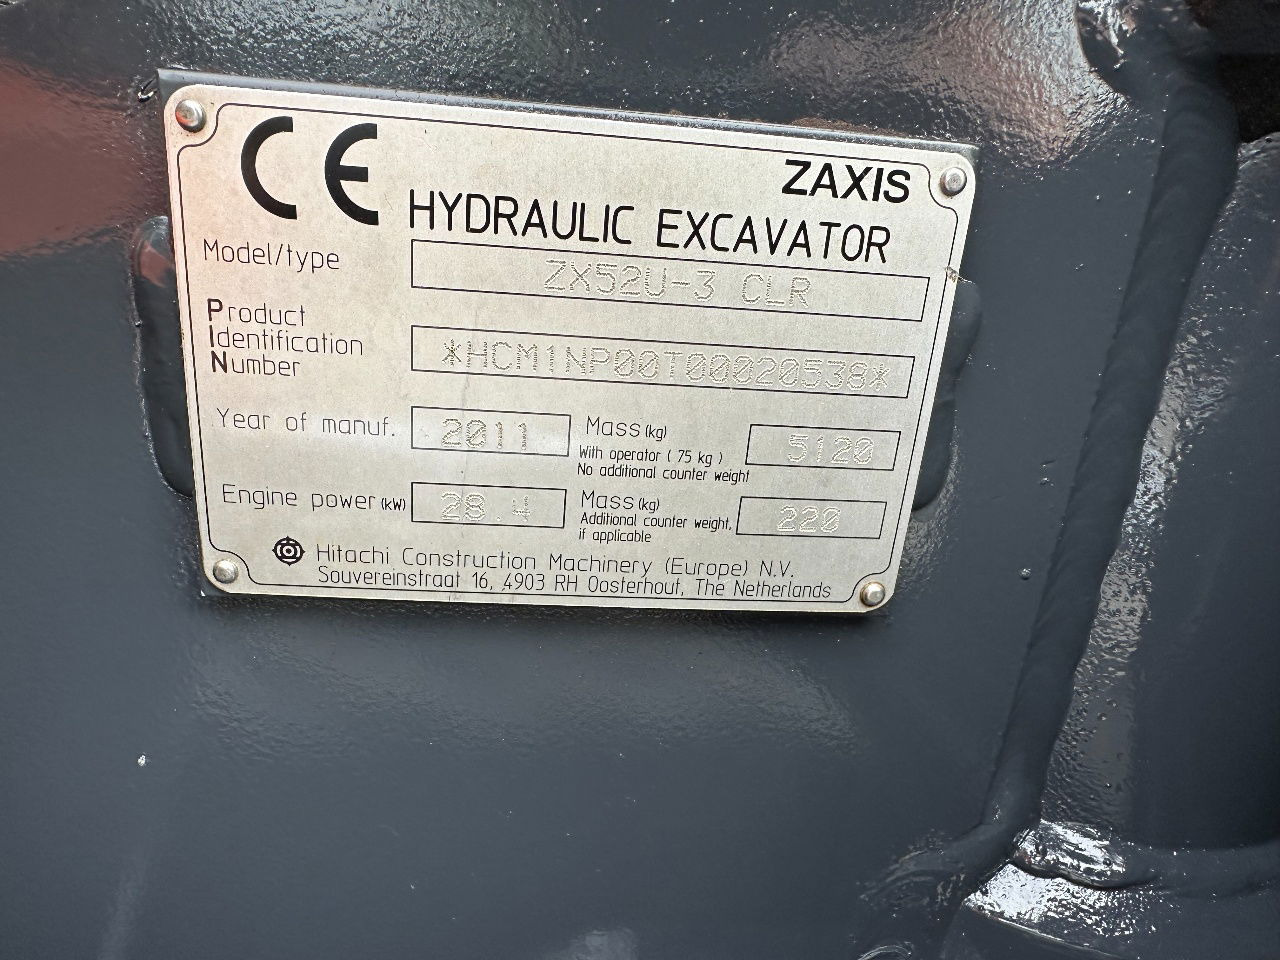 CE
ZAXIS
HYDRAULIC EXCAVATOR
Model/type ZX52U-3 CLR
Product
Identification
Number *HCM1NP00T00020538*
Year of manuf. 2011 Mass (kg) 5120
With operator ( 75 kg )
No additional counter weight
Engine power (kW) 28.4 Mass (kg) 220
Additional counter weight,
if applicable
Hitachi Construction Machinery (Europe) N.V.
Souvereinstraat 16, 4903 RH Oosterhout, The Netherlands